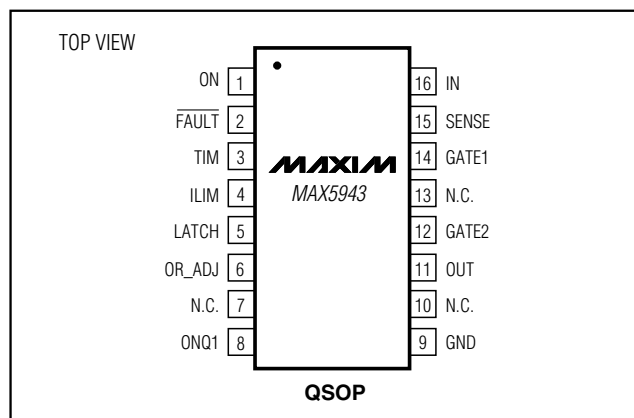 TOP VIEW
ON 1
FAULT 2
TIM 3
ILIM 4
LATCH 5
OR_ADJ 6
N.C. 7
ONQ1 8
MAXIM
MAX5943
16 IN
15 SENSE
14 GATE1
13 N.C.
12 GATE2
11 OUT
10 N.C.
9 GND
QSOP